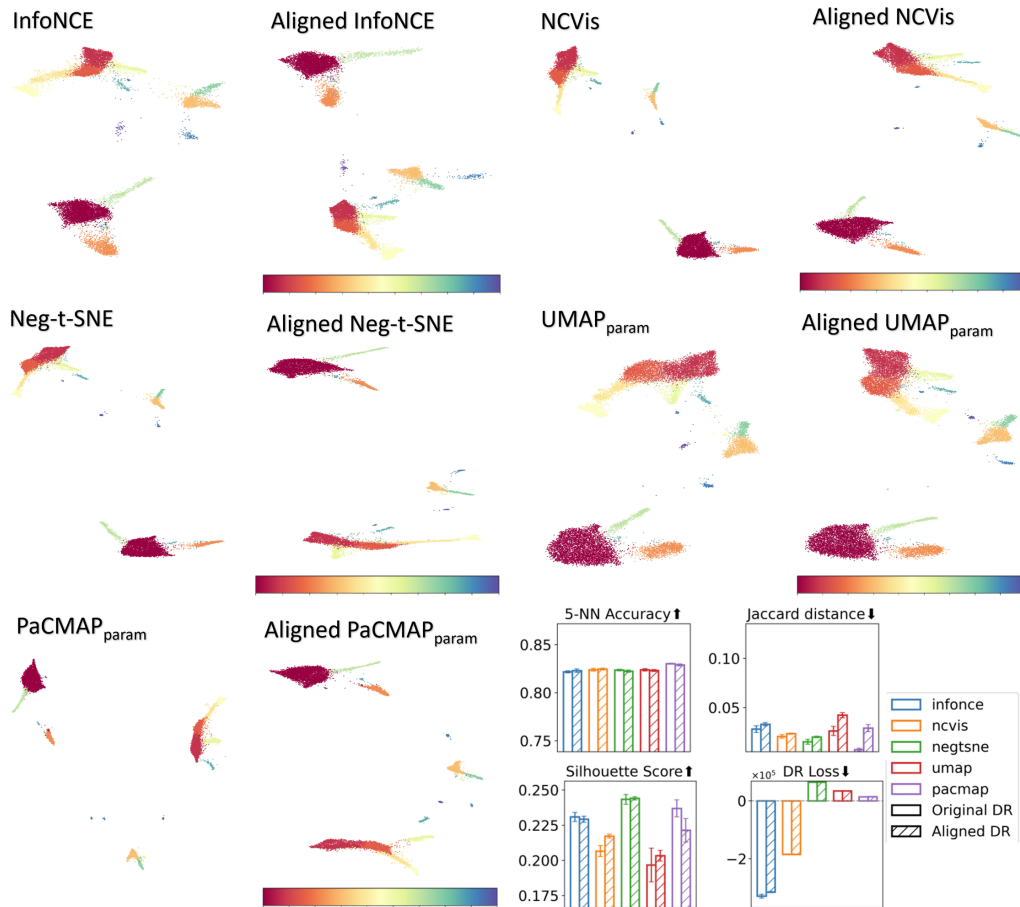 InfoNCE
Aligned InfoNCE
NCVis
Aligned NCVis
Neg-t-SNE
Aligned Neg-t-SNE
UMAPparam
Aligned UMAPparam
PaCMAPparam
Aligned PaCMAPparam
5-NN Accuracy⬆
0.85
0.80
0.75
Jaccard distance⬇
0.10
0.05
Silhouette Score⬆
0.250
0.225
0.200
0.175
×10⁵ DR Loss⬇
0
−2
infonce
ncvis
negtsne
umap
pacmap
Original DR
Aligned DR